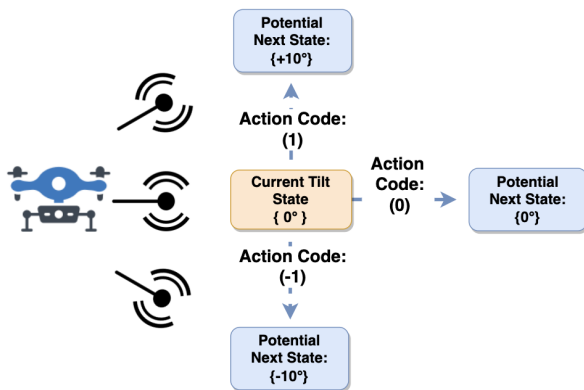 Potential
Next State:
{+10°}
Action Code:
(1)
Current Tilt
State
{ 0° }
Action
Code:
(0)
Potential
Next State:
{0°}
Action Code:
(-1)
Potential
Next State:
{-10°}